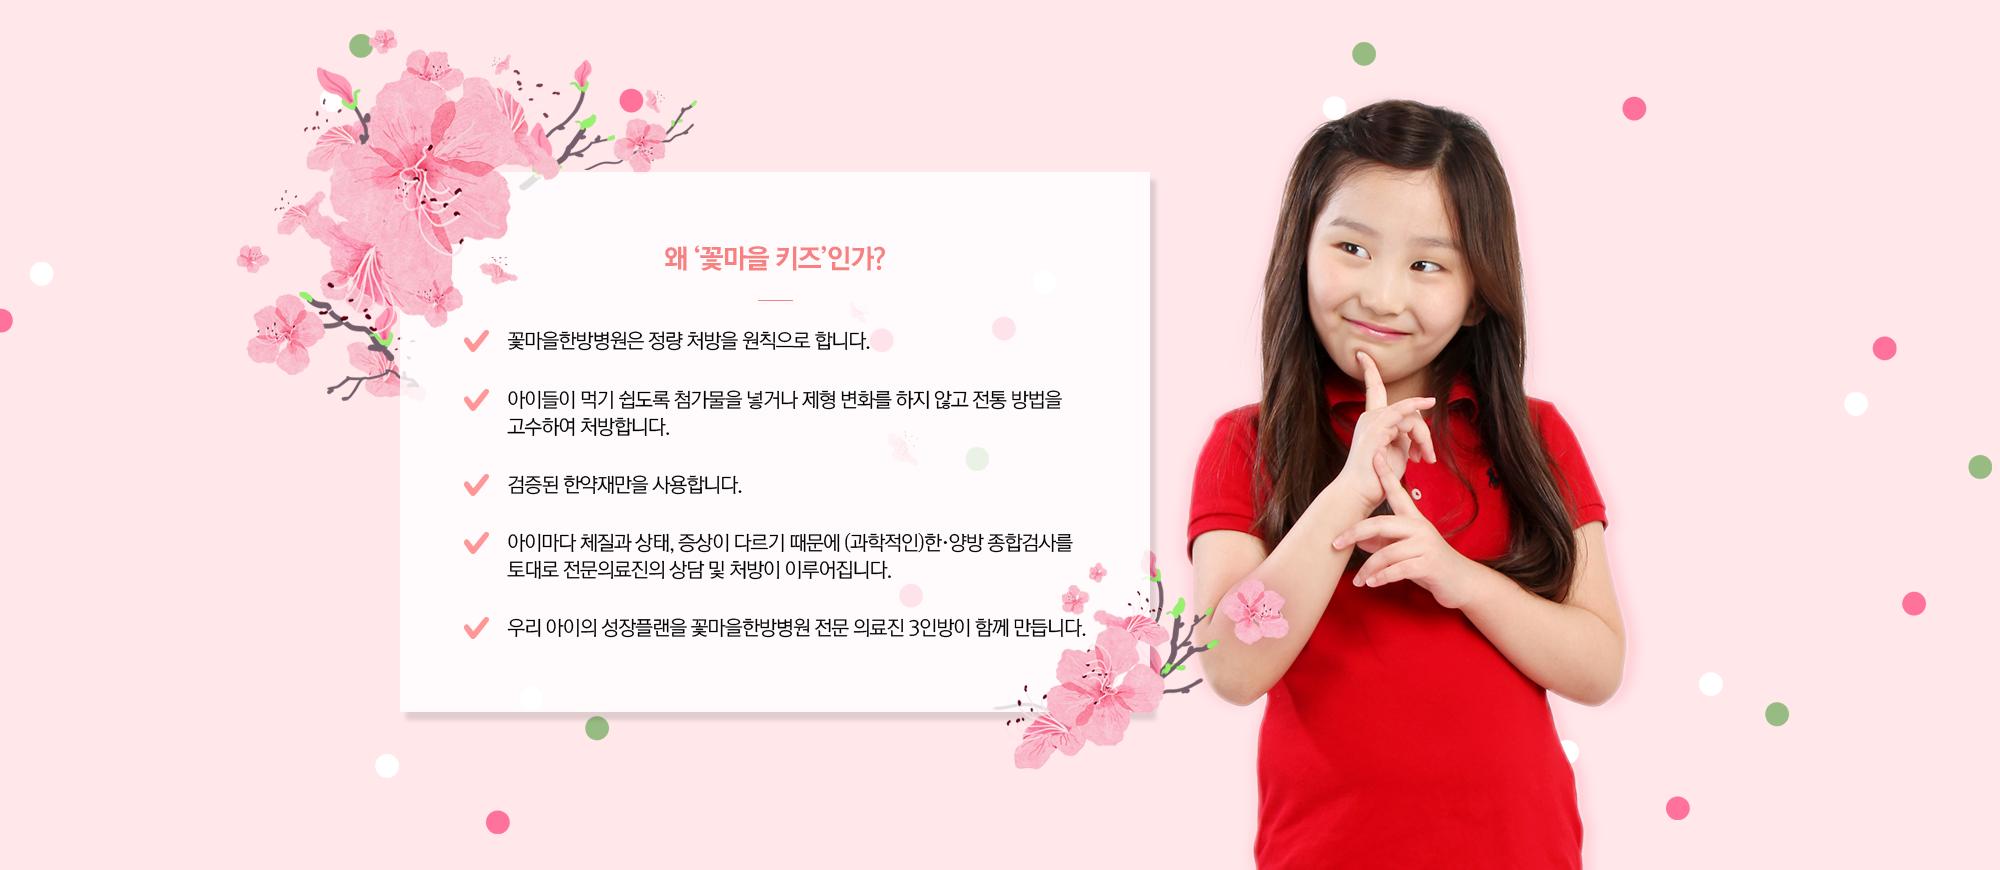 왜 ‘꽃마을 키즈’인가?
꽃마을한방병원은 정량 처방을 원칙으로 합니다.
아이들이 먹기 쉽도록 첨가물을 넣거나 제형 변화를 하지 않고 전통 방법을
고수하여 처방합니다.
검증된 한약재만을 사용합니다.
아이마다 체질과 상태, 증상이 다르기 때문에 (과학적인)한·양방 종합검사를
토대로 전문의료진의 상담 및 처방이 이루어집니다.
우리 아이의 성장플랜을 꽃마을한방병원 전문 의료진 3인방이 함께 만듭니다.